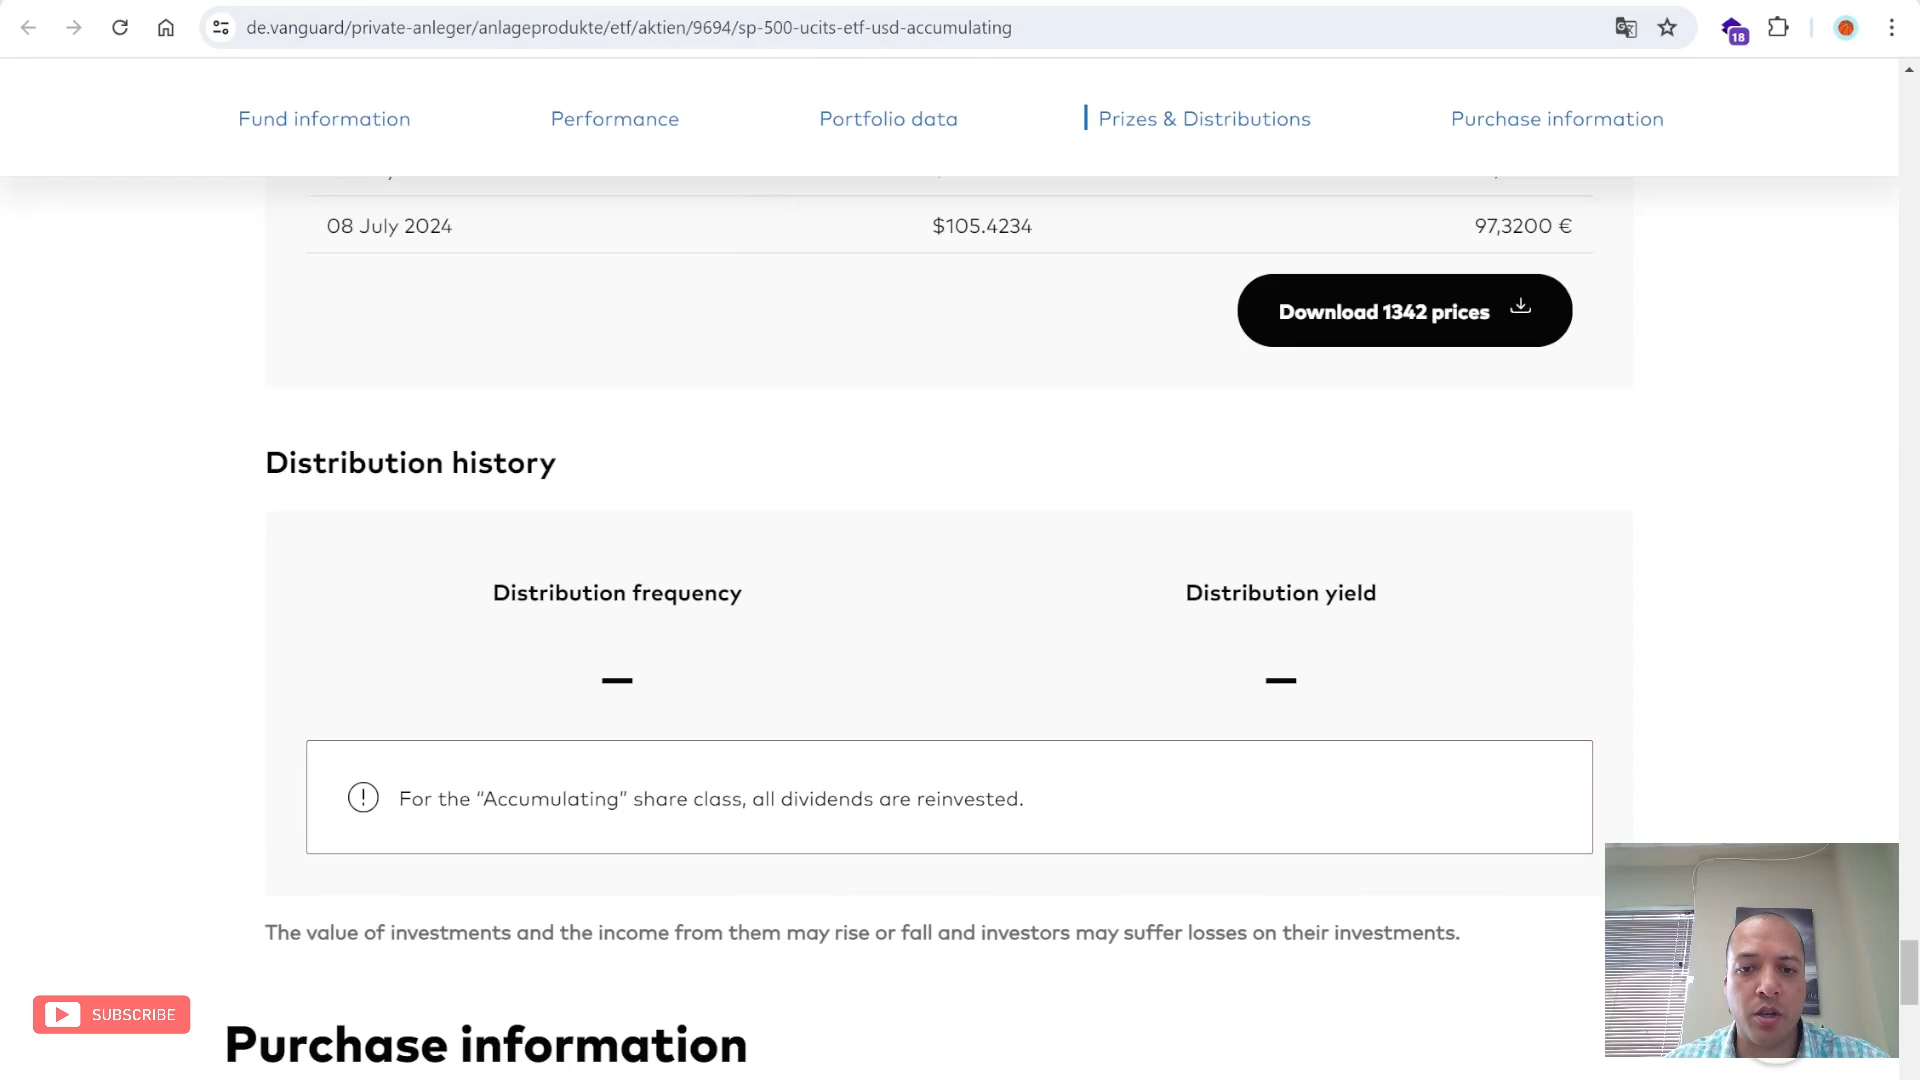 de.vanguard/private-anleger/anlageprodukte/etf/aktien/9694/sp-500-ucits-etf-usd-accumulating
18
Fund information
Performance
Portfolio data
Prizes & Distributions
Purchase information
08 July 2024 $105.4234 97,3200 €
Download 1342 prices
Distribution history
Distribution frequency
Distribution yield
–
–
For the “Accumulating” share class, all dividends are reinvested.
The value of investments and the income from them may rise or fall and investors may suffer losses on their investments.
SUBSCRIBE
Purchase information